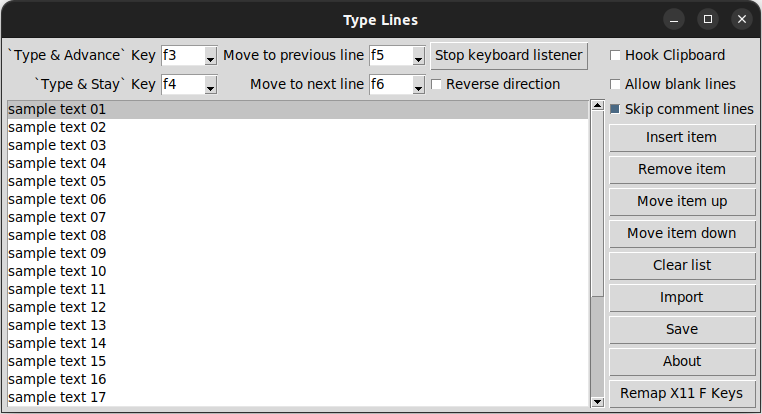 Type Lines
`Type & Advance` Key f3 Move to previous line f5 Stop keyboard listener Hook Clipboard
`Type & Stay` Key f4 Move to next line f6 Reverse direction Allow blank lines
sample text 01
sample text 02
sample text 03
sample text 04
sample text 05
sample text 06
sample text 07
sample text 08
sample text 09
sample text 10
sample text 11
sample text 12
sample text 13
sample text 14
sample text 15
sample text 16
sample text 17
Skip comment lines
Insert item
Remove item
Move item up
Move item down
Clear list
Import
Save
About
Remap X11 F Keys